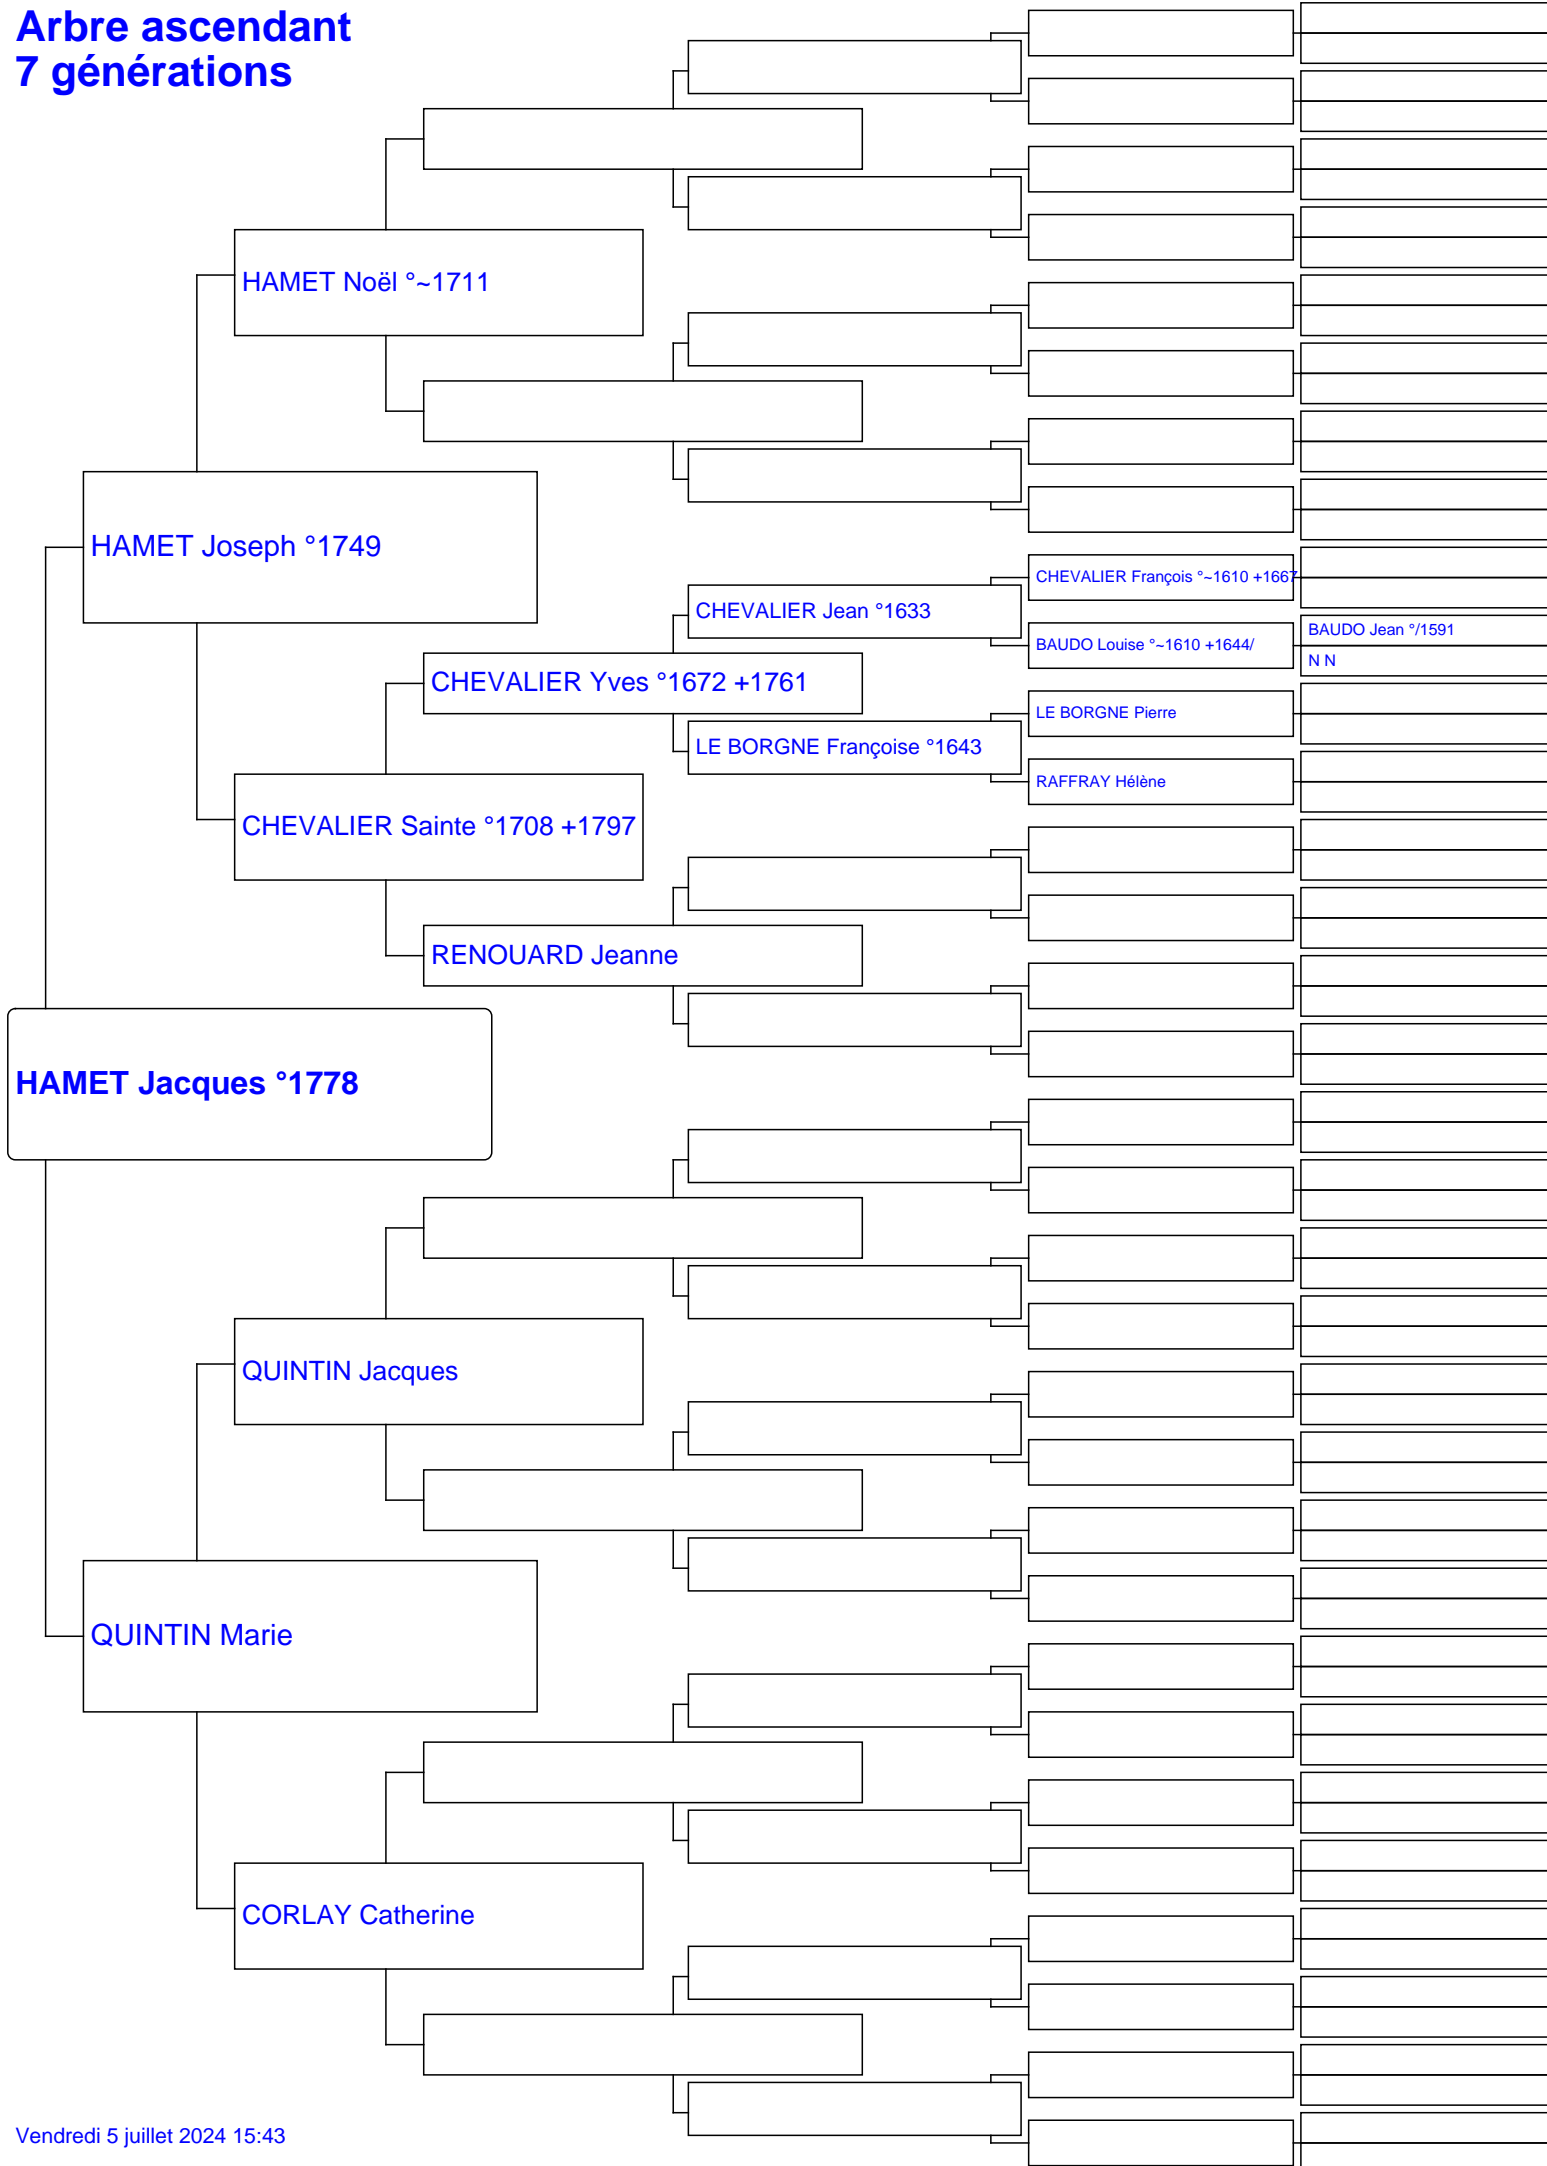 Arbre ascendant
7 générations
HAMET Noël °~1711
HAMET Joseph °1749
CHEVALIER François °~1610 +1667
CHEVALIER Jean °1633
BAUDO Jean °/1591
BAUDO Louise °~1610 +1644/
N N
CHEVALIER Yves °1672 +1761
LE BORGNE Pierre
LE BORGNE Françoise °1643
RAFFRAY Hélène
CHEVALIER Sainte °1708 +1797
RENOUARD Jeanne
HAMET Jacques °1778
QUINTIN Jacques
QUINTIN Marie
CORLAY Catherine
Vendredi 5 juillet 2024 15:43